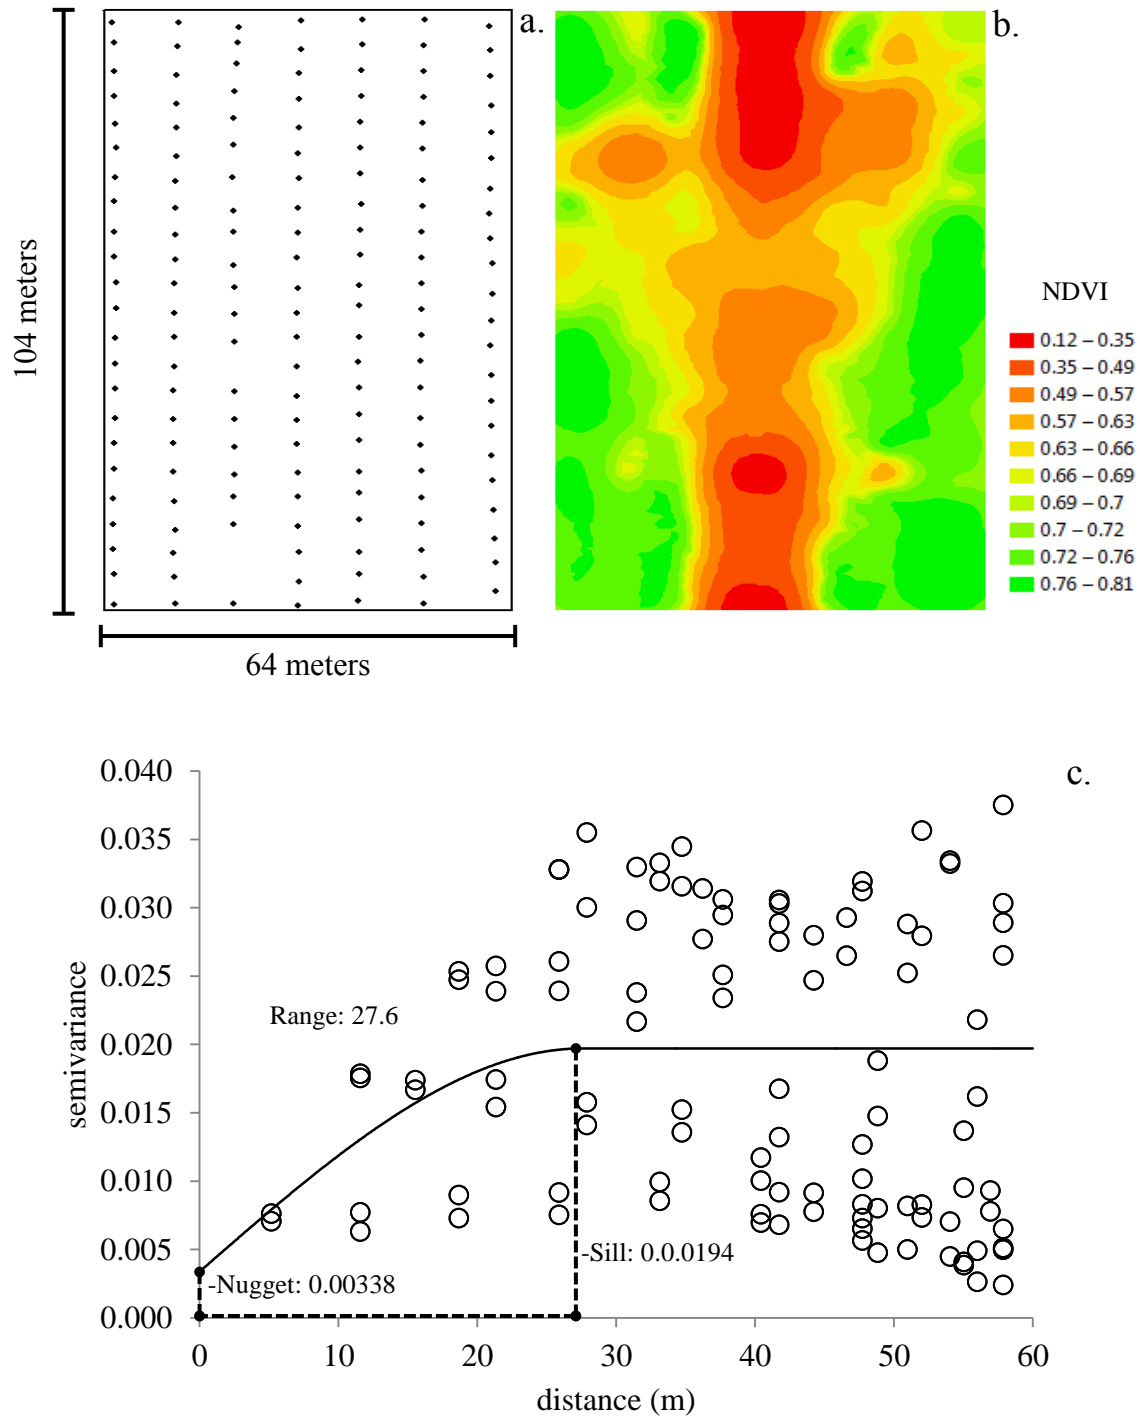 a.
b.
104 meters
64 meters
NDVI
0.12 – 0.35
0.35 – 0.49
0.49 – 0.57
0.57 – 0.63
0.63 – 0.66
0.66 – 0.69
0.69 – 0.7
0.7 – 0.72
0.72 – 0.76
0.76 – 0.81
c.
0.040
0.035
0.030
0.025
0.020
0.015
0.010
0.005
0.000
semivariance
Range: 27.6
-Sill: 0.0.0194
-Nugget: 0.00338
0 10 20 30 40 50 60
distance (m)